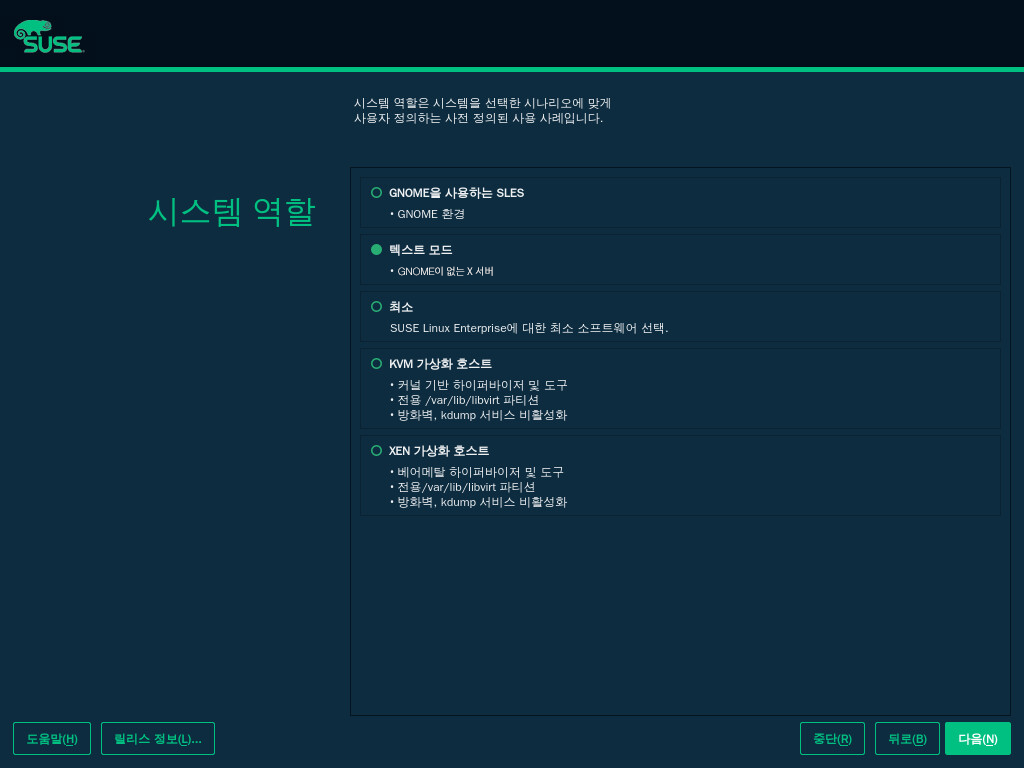 SUSE
시스템 역할은 시스템을 선택한 시나리오에 맞게
사용자 정의하는 사전 정의된 사용 사례입니다.
시스템 역할
GNOME을 사용하는 SLES
• GNOME 환경
텍스트 모드
• GNOME이 없는 X 서버
최소
SUSE Linux Enterprise에 대한 최소 소프트웨어 선택.
KVM 가상화 호스트
• 커널 기반 하이퍼바이저 및 도구
• 전용 /var/lib/libvirt 파티션
• 방화벽, kdump 서비스 비활성화
XEN 가상화 호스트
• 베어메탈 하이퍼바이저 및 도구
• 전용/var/lib/libvirt 파티션
• 방화벽, kdump 서비스 비활성화
도움말(H) 릴리스 정보(L)... 중단(R) 뒤로(B) 다음(N)